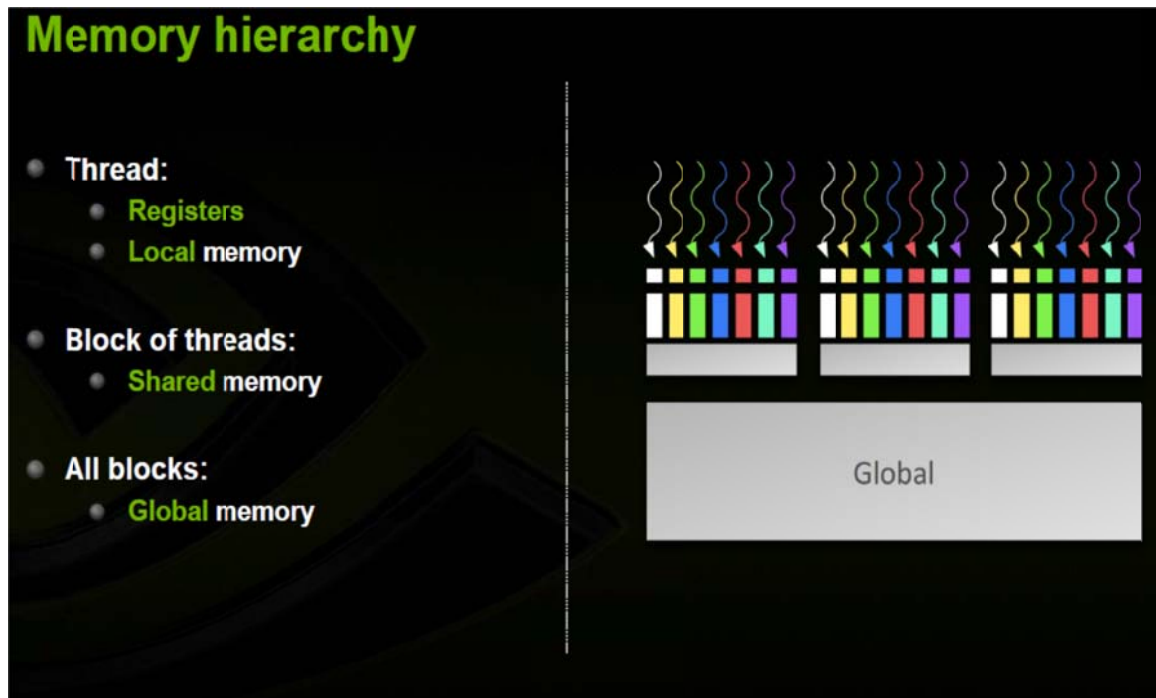 Memory hierarchy
Thread:
Registers
Local memory
Block of threads:
Shared memory
All blocks:
Global memory
Global